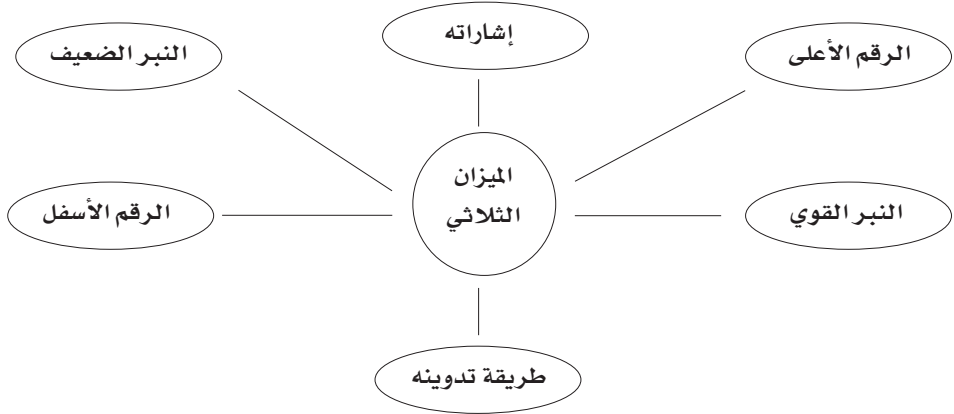 إشاراته
الرقم الأعلى
النبر الضعيف
الميزان
الثلاثي
النبر القوي
الرقم الأسفل
طريقة تدوينه